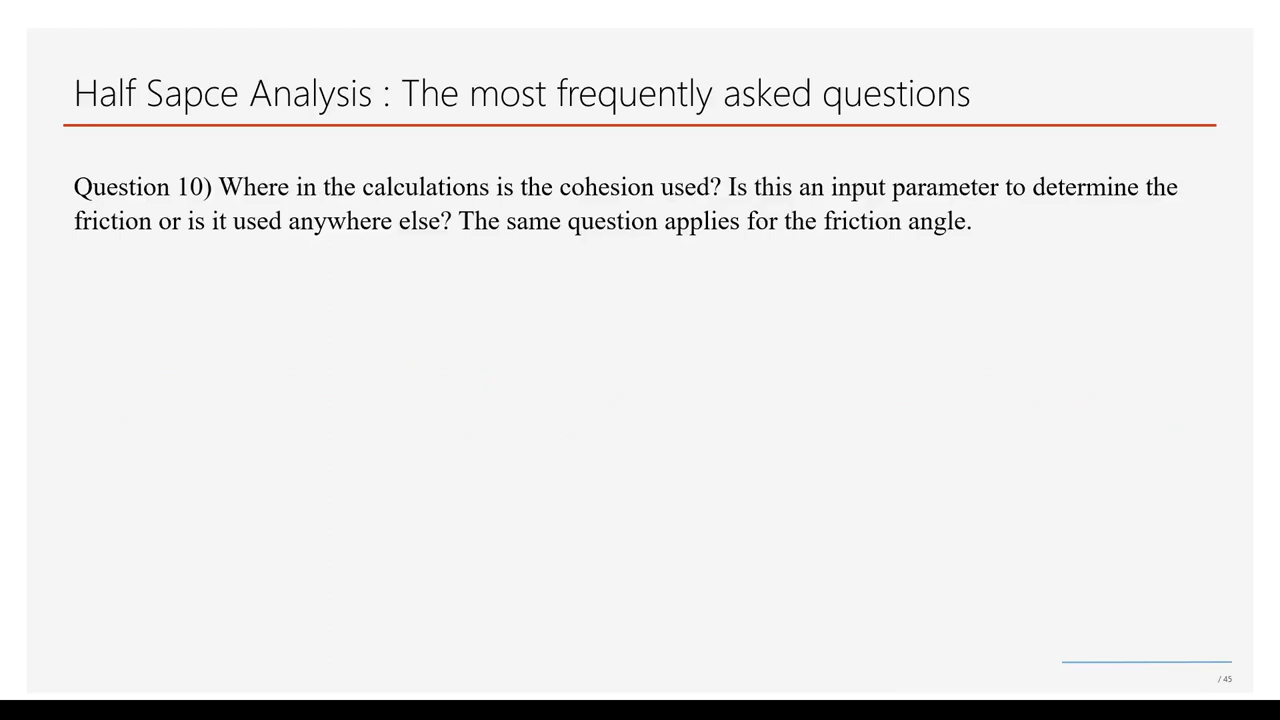 Half Sapce Analysis : The most frequently asked questions
Question 10) Where in the calculations is the cohesion used? Is this an input parameter to determine the
friction or is it used anywhere else? The same question applies for the friction angle.
/ 45